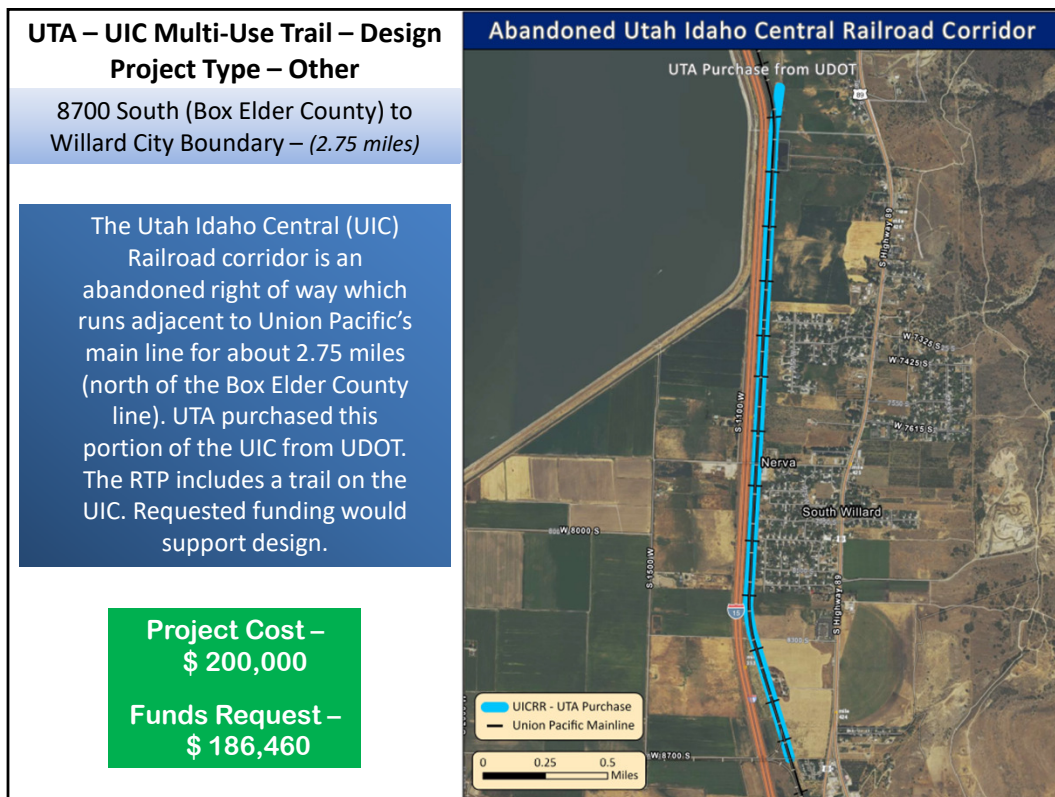 UTA – UIC Multi-Use Trail – Design
Project Type – Other
8700 South (Box Elder County) to
Willard City Boundary – (2.75 miles)
The Utah Idaho Central (UIC)
Railroad corridor is an
abandoned right of way which
runs adjacent to Union Pacific’s
main line for about 2.75 miles
(north of the Box Elder County
line). UTA purchased this
portion of the UIC from UDOT.
The RTP includes a trail on the
UIC. Requested funding would
support design.
Project Cost –
$ 200,000
Funds Request –
$ 186,460
Abandoned Utah Idaho Central Railroad Corridor
UTA Purchase from UDOT
89
S Highway 89
W 7325 S
W 7425 S
W 7615 S
S 1100 W
Nerva
South Willard
W 8000 S
S 1500 W
S Highway 89
15
8700 S
W 8700 S
UICRR - UTA Purchase
Union Pacific Mainline
0 0.25 0.5
Miles